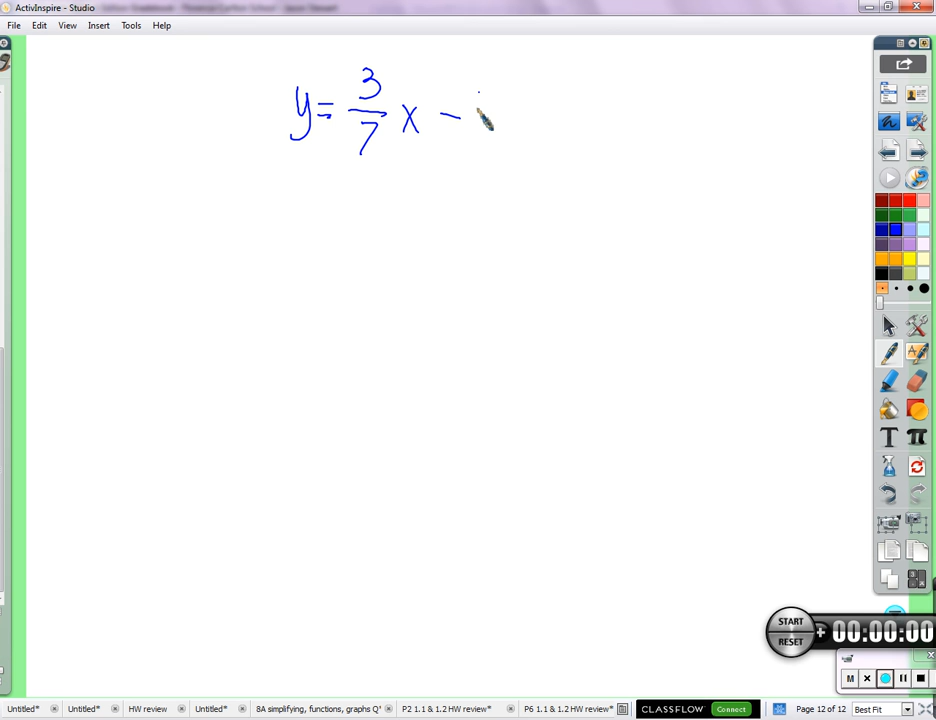 ActivInspire - Studio
File Edit View Insert Tools Help
y = 3/7 x -
START
RESET
00:00:00
M
Untitled* Untitled* HW review Untitled* 8A simplifying, functions, graphs Q* P2 1.1 & 1.2 HW review* P6 1.1 & 1.2 HW review* CLASSFLOW Connect Page 12 of 12 Best Fit